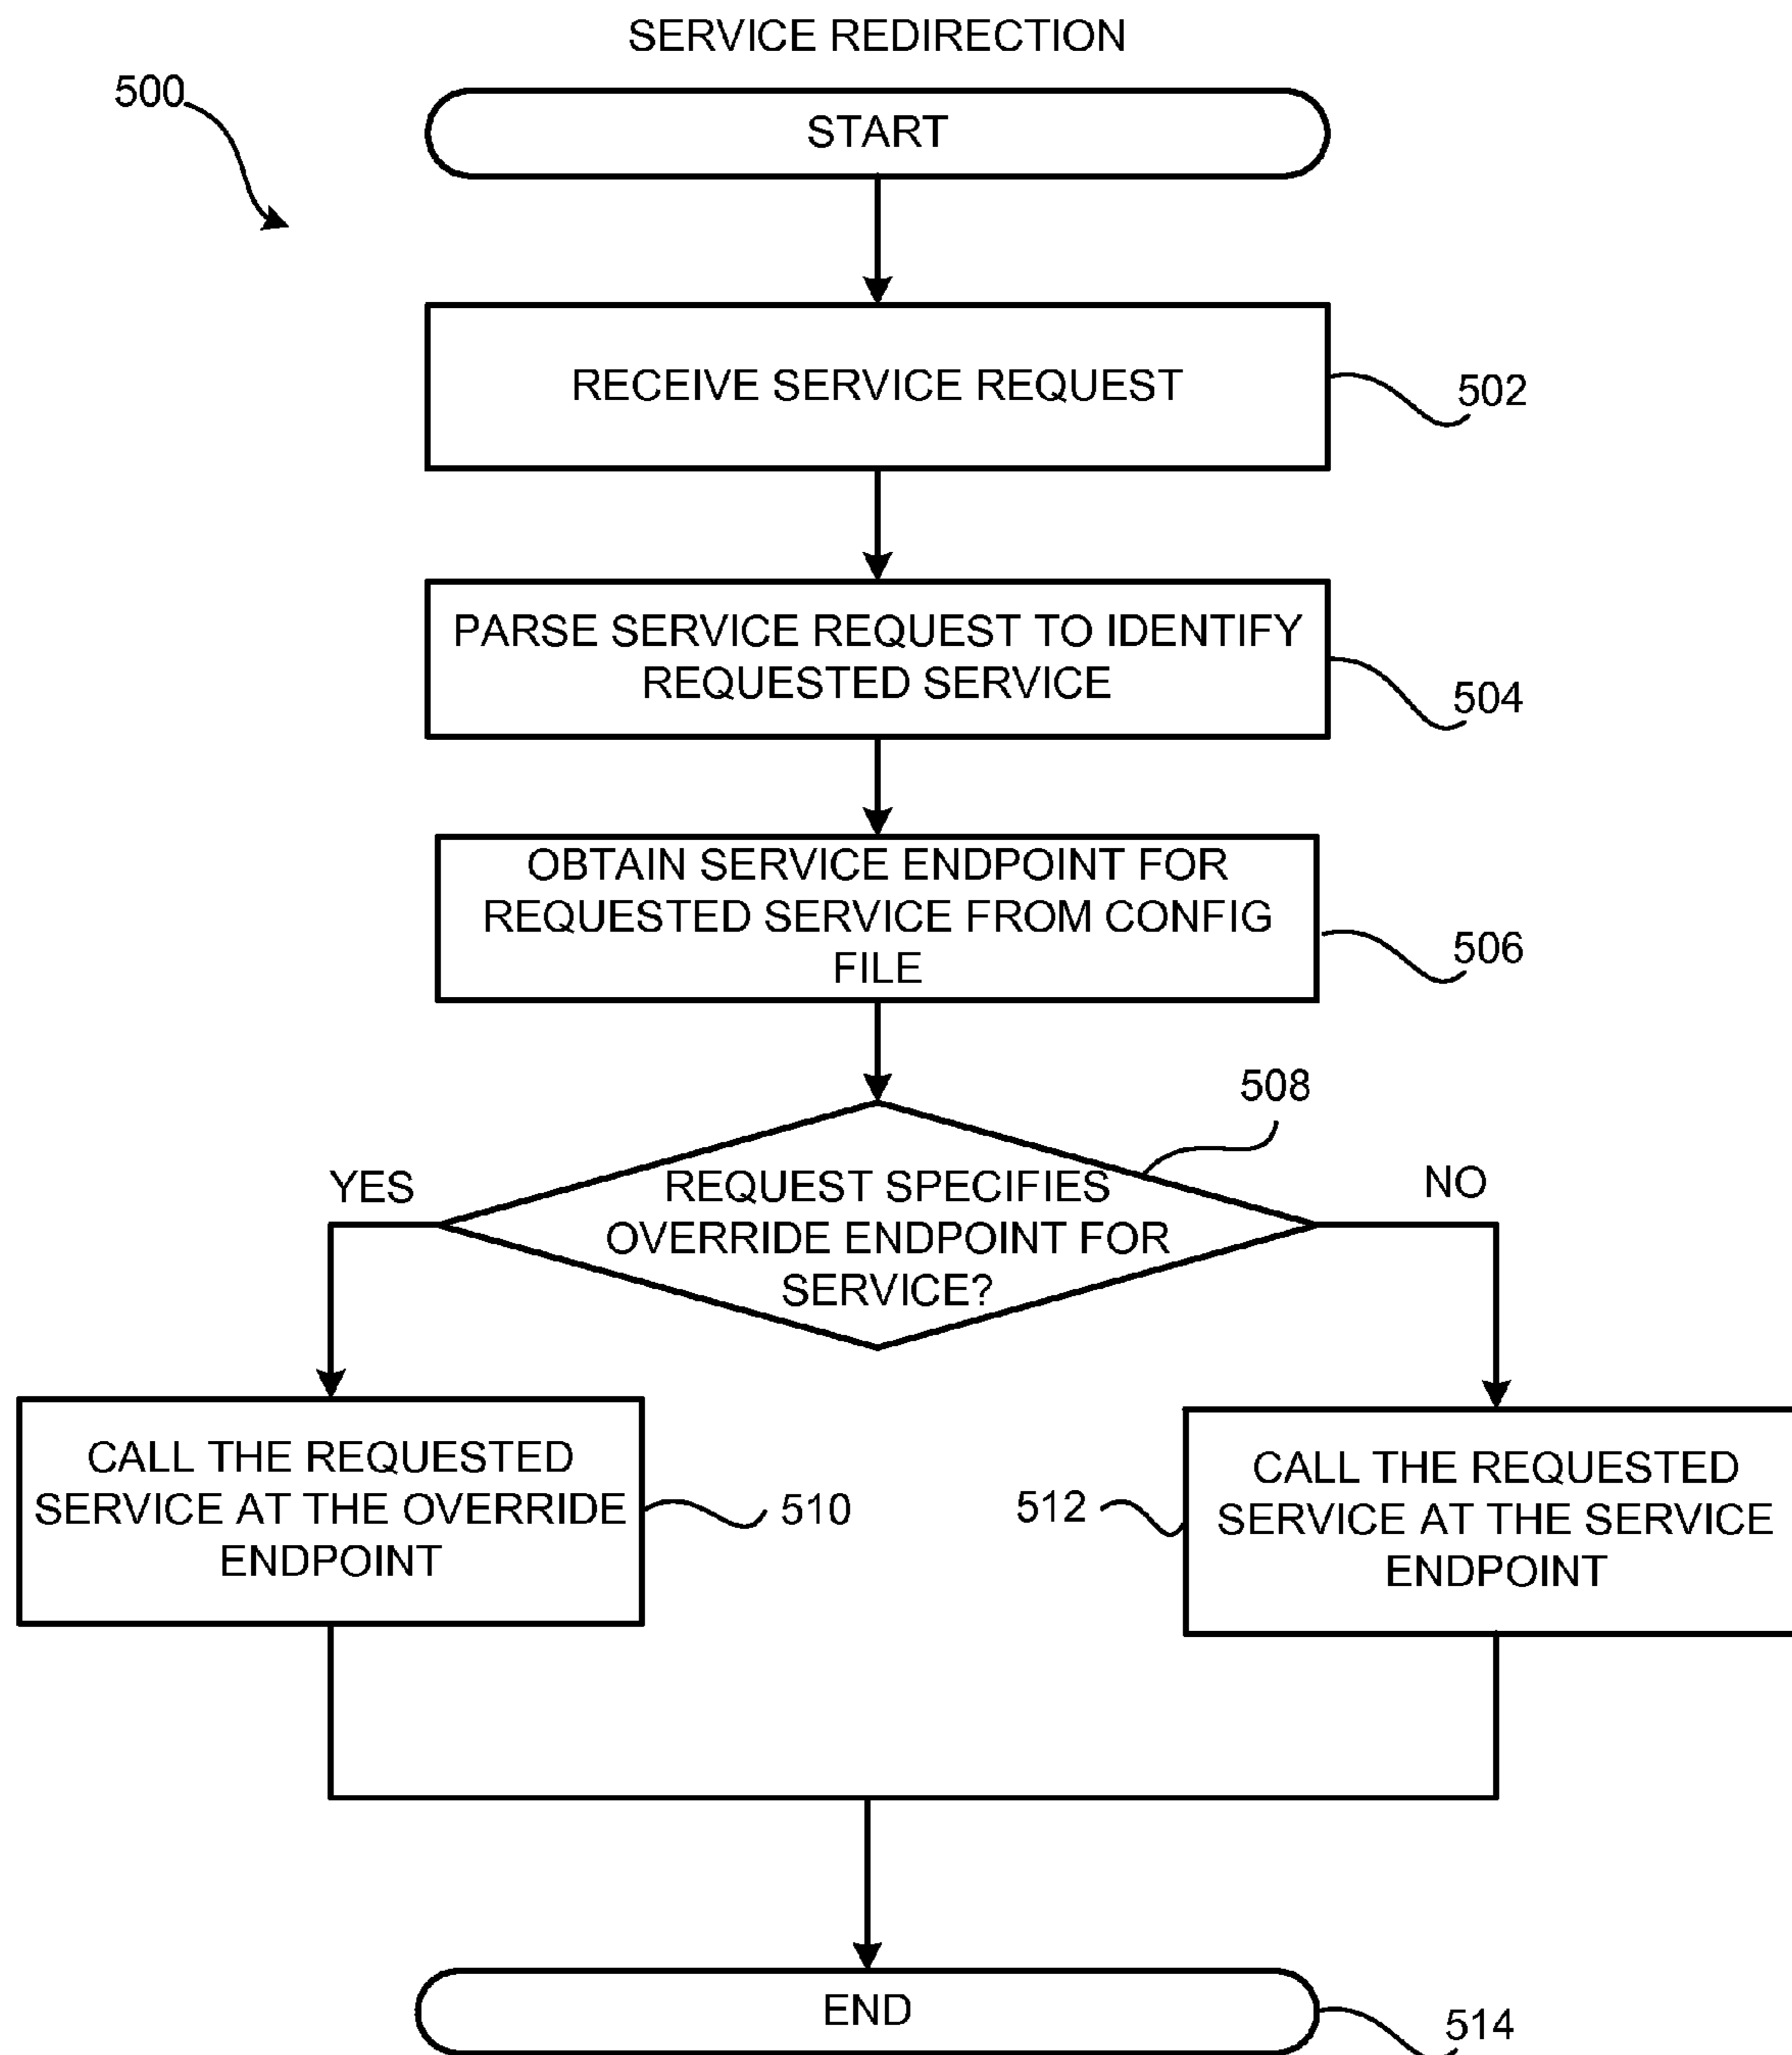 SERVICE REDIRECTION
500
START
RECEIVE SERVICE REQUEST
502
PARSE SERVICE REQUEST TO IDENTIFY
REQUESTED SERVICE
504
OBTAIN SERVICE ENDPOINT FOR
REQUESTED SERVICE FROM CONFIG
FILE
506
508
YES
NO
REQUEST SPECIFIES
OVERRIDE ENDPOINT FOR
SERVICE?
CALL THE REQUESTED
SERVICE AT THE OVERRIDE
ENDPOINT
510
512
CALL THE REQUESTED
SERVICE AT THE SERVICE
ENDPOINT
END
514